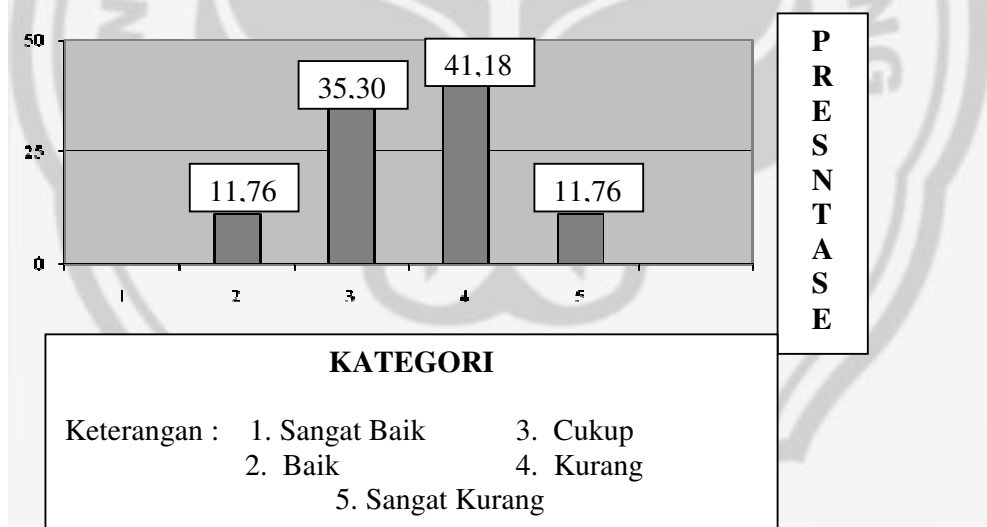 50
25
0
11,76
35,30
41,18
11,76
1 2 3 4 5
P
R
E
S
N
T
A
S
E
KATEGORI
Keterangan : 1. Sangat Baik 3. Cukup
2. Baik 4. Kurang
5. Sangat Kurang